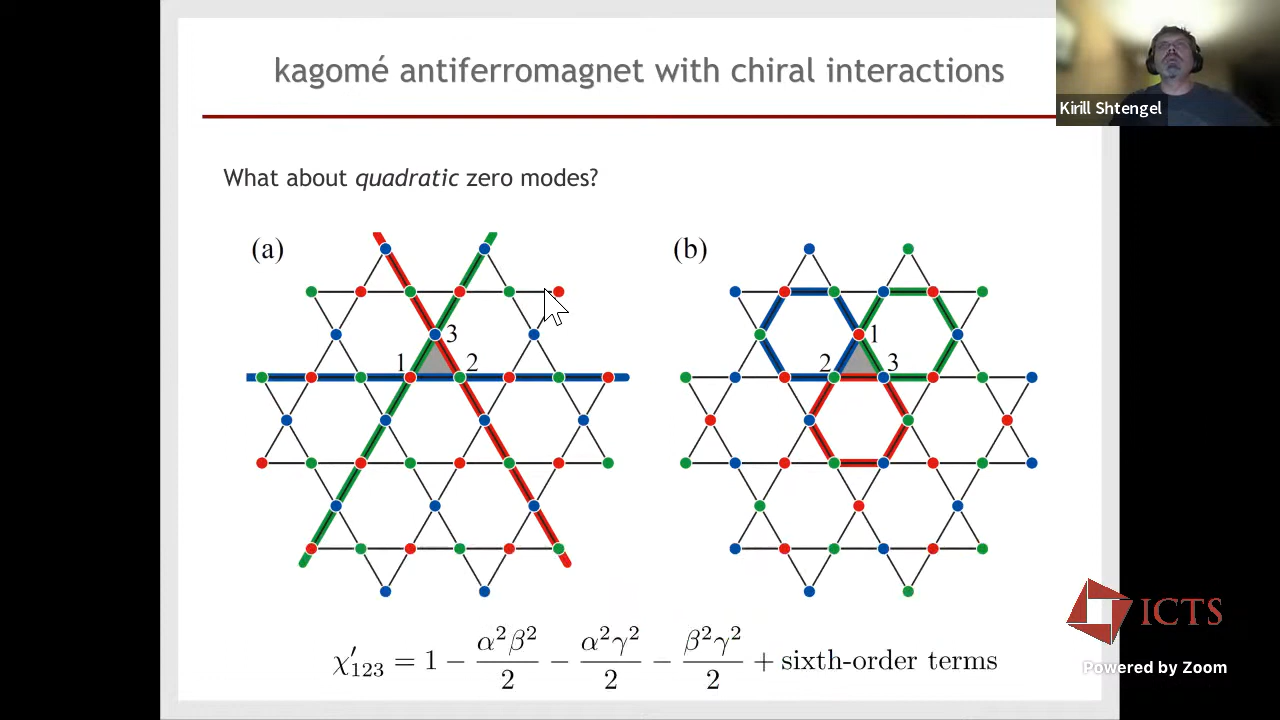 kagomé antiferromagnet with chiral interactions
Kirill Shtengel
What about quadratic zero modes?
(a)
(b)
3
1
2
1
2
3
χ′₁₂₃ = 1 − α²β²/2 − α²γ²/2 − β²γ²/2 + sixth-order terms
ICTS
Powered by Zoom